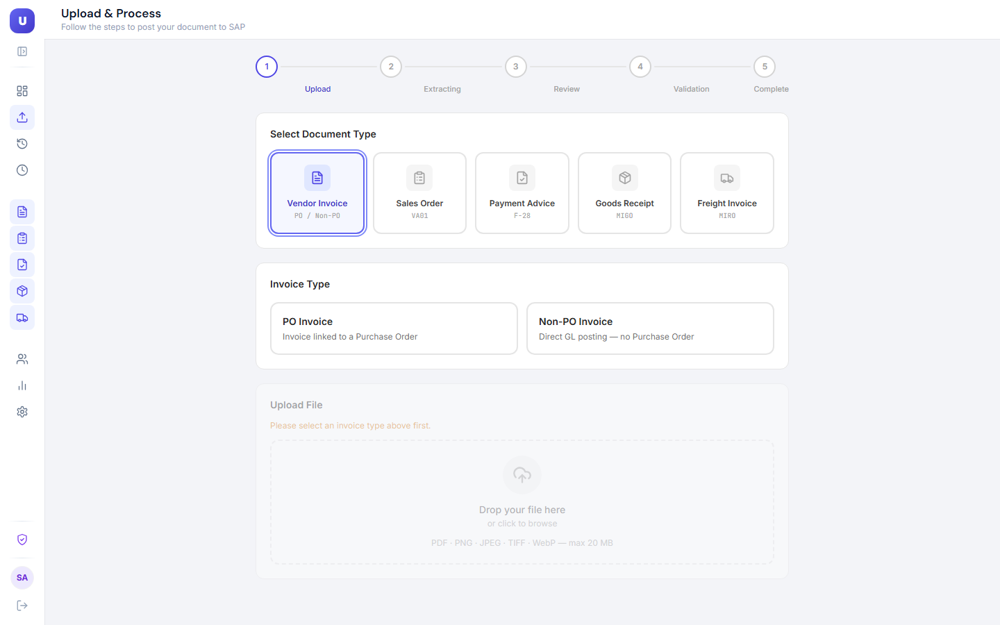 U
Upload & Process
Follow the steps to post your document to SAP
1 2 3 4 5
Upload Extracting Review Validation Complete
Select Document Type
Vendor Invoice
PO / Non-PO
Sales Order
VA01
Payment Advice
F-28
Goods Receipt
MIGO
Freight Invoice
MIRO
Invoice Type
PO Invoice
Invoice linked to a Purchase Order
Non-PO Invoice
Direct GL posting — no Purchase Order
Upload File
Please select an invoice type above first.
Drop your file here
or click to browse
PDF · PNG · JPEG · TIFF · WebP — max 20 MB
SA